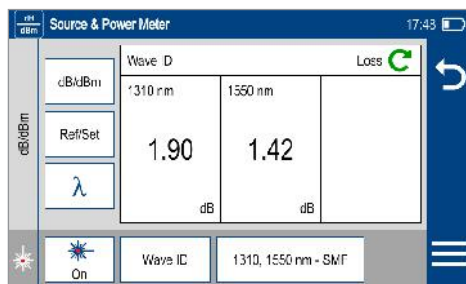 dBm Source & Power Meter 17:43
dB/dBm
dB/dBm
Ref/Set
λ
Wave ID Loss
1310 nm 1550 nm
1.90 1.42
dB dB
On
Wave ID
1310, 1550 nm - SMF